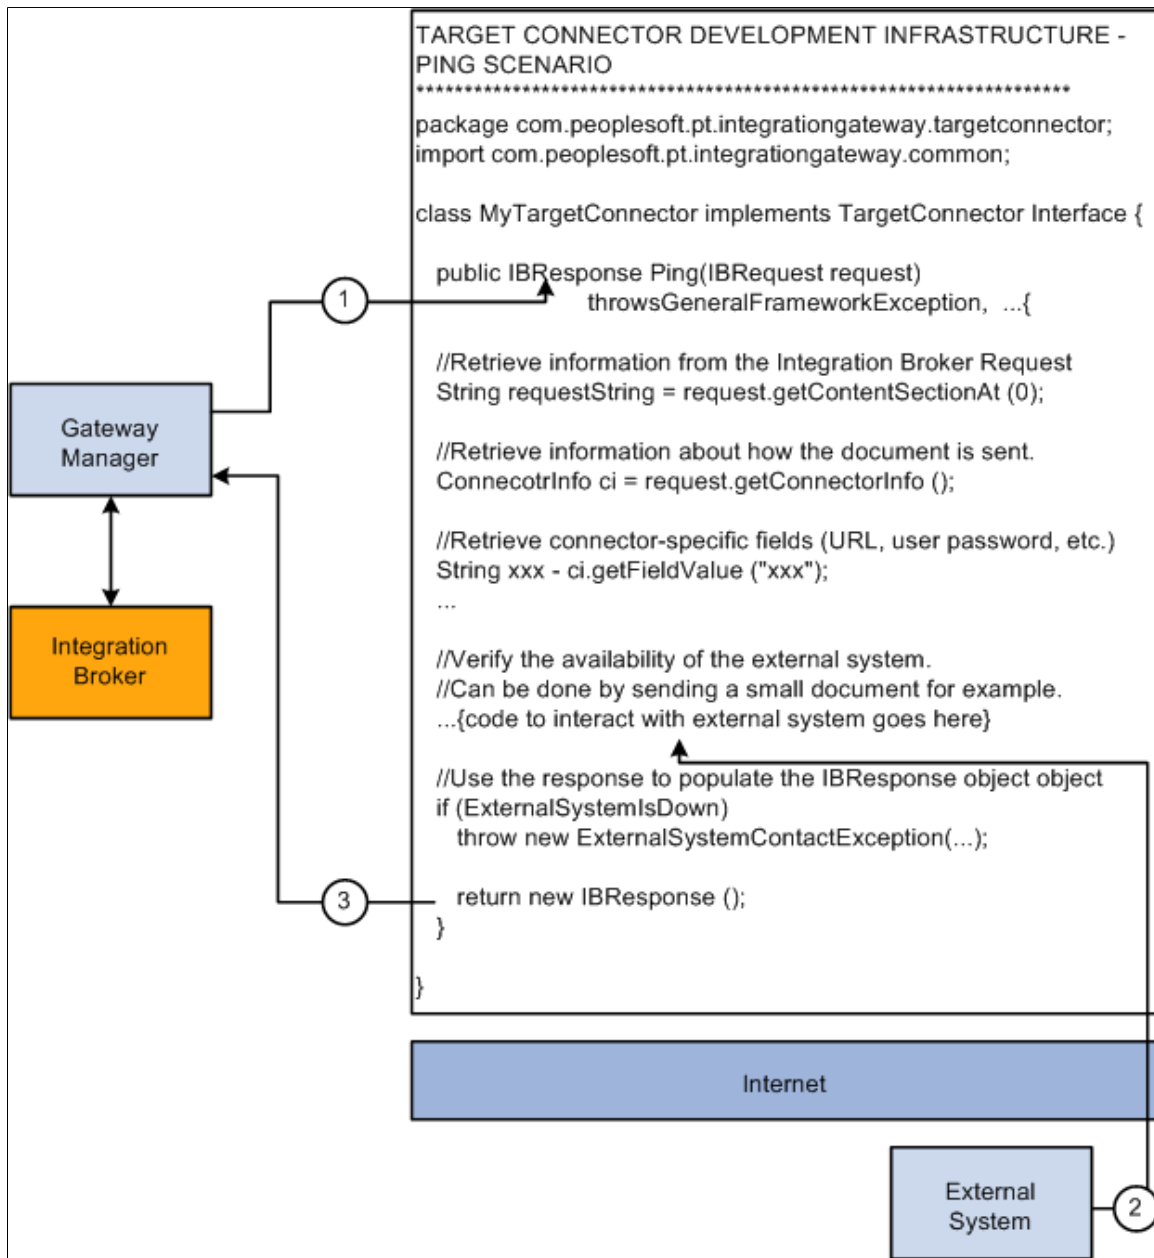 TARGET CONNECTOR DEVELOPMENT INFRASTRUCTURE -
PING SCENARIO
********************************************************************
package com.peoplesoft.pt.integrationgateway.targetconnector;
import com.peoplesoft.pt.integrationgateway.common;
class MyTargetConnector implements TargetConnector Interface {
public IBResponse Ping(IBRequest request)
throwsGeneralFrameworkException, ...{
1
//Retrieve information from the Integration Broker Request
String requestString = request.getContentSectionAt (0);
Gateway
Manager
//Retrieve information about how the document is sent.
ConnecotrInfo ci = request.getConnectorInfo ();
//Retrieve connector-specific fields (URL, user password, etc.)
String xxx - ci.getFieldValue ("xxx");
...
Integration
Broker
//Verify the availability of the external system.
//Can be done by sending a small document for example.
...{code to interact with external system goes here}
//Use the response to populate the IBResponse object object
if (ExternalSystemIsDown)
throw new ExternalSystemContactException(...);
3
return new IBResponse ();
}
}
Internet
External
System
2